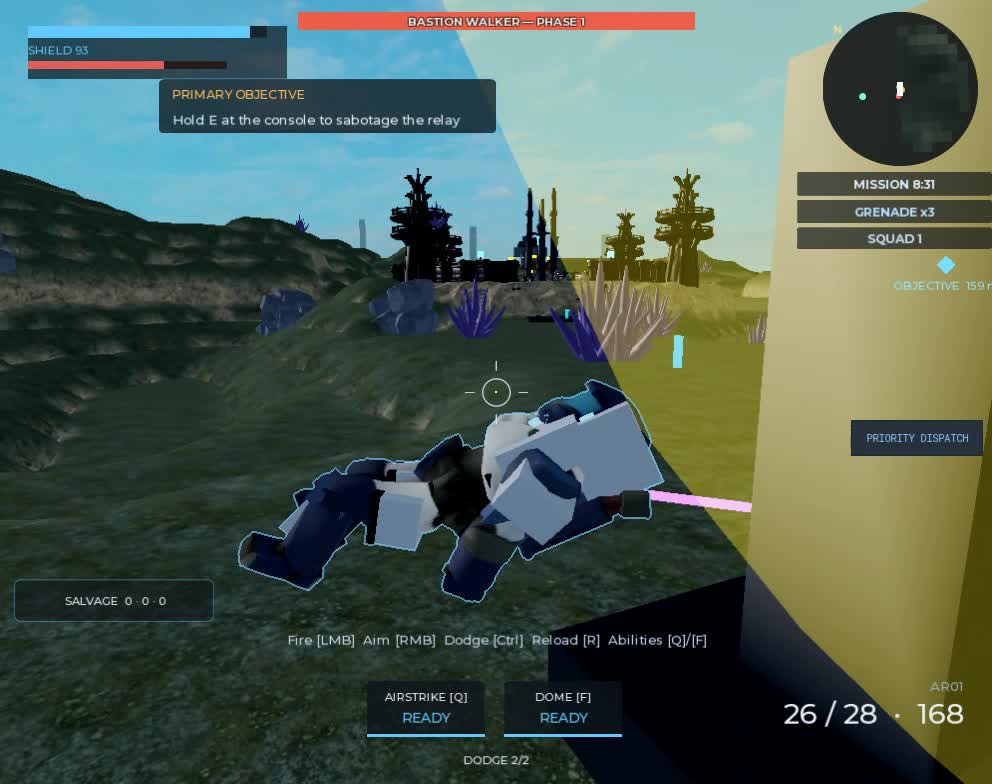 BASTION WALKER — PHASE 1
SHIELD 93
PRIMARY OBJECTIVE
Hold E at the console to sabotage the relay
N
MISSION 8:31
GRENADE x3
SQUAD 1
OBJECTIVE 159 m
PRIORITY DISPATCH
SALVAGE 0 · 0 · 0
Fire [LMB] Aim [RMB] Dodge [Ctrl] Reload [R] Abilities [Q]/[F]
AIRSTRIKE [Q]
READY
DOME [F]
READY
AR01
26 / 28 · 168
DODGE 2/2